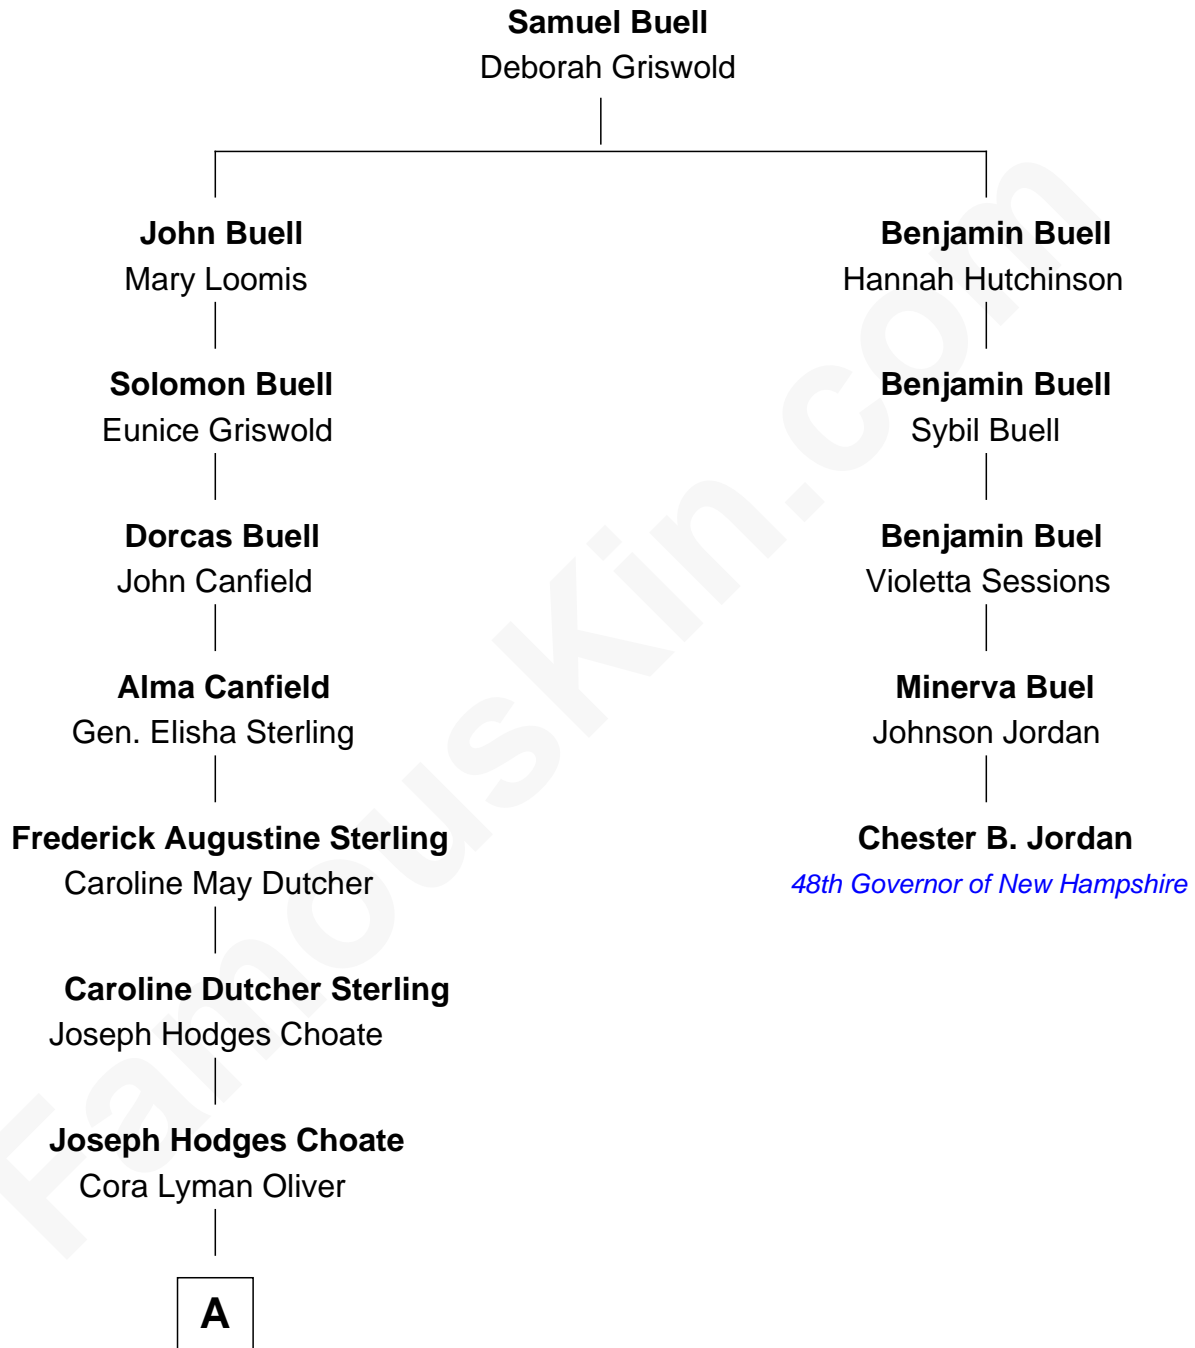 Samuel Buell
Deborah Griswold
John Buell
Mary Loomis
Solomon Buell
Eunice Griswold
Dorcas Buell
John Canfield
Alma Canfield
Gen. Elisha Sterling
Frederick Augustine Sterling
Caroline May Dutcher
Caroline Dutcher Sterling
Joseph Hodges Choate
Joseph Hodges Choate
Cora Lyman Oliver
A
Benjamin Buell
Hannah Hutchinson
Benjamin Buell
Sybil Buell
Benjamin Buel
Violetta Sessions
Minerva Buel
Johnson Jordan
Chester B. Jordan
48th Governor of New Hampshire
FamousKin.com